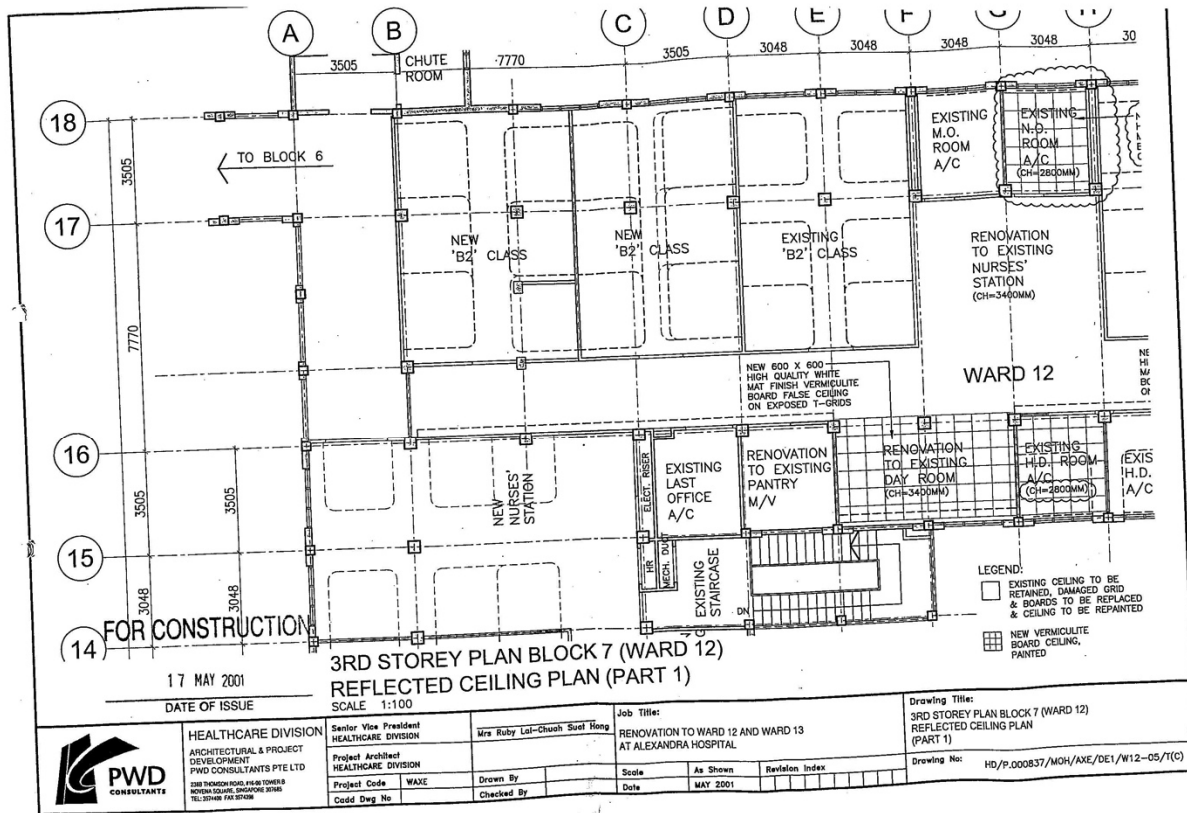 A
B
C
D
E
F
G
H
3505
7770
3505
3048
3048
3048
3048
30
CHUTE
ROOM
18
17
16
15
14
3505
7770
3505
3048
3505
3048
TO BLOCK 6
NEW
'B2' CLASS
NEW
'B2' CLASS
EXISTING
'B2' CLASS
EXISTING
M.O.
ROOM
A/C
EXISTING
N.O.
ROOM
A/C
(CH=2800MM)
RENOVATION
TO EXISTING
NURSES'
STATION
(CH=3400MM)
NEW 600 X 600
HIGH QUALITY WHITE
MAT FINISH VERMICULITE
BOARD FALSE CEILING
ON EXPOSED T-GRIDS
WARD 12
NEW
NURSES'
STATION
ELECT. RISER
HR
MECH. DUCT
EXISTING
LAST
OFFICE
A/C
RENOVATION
TO EXISTING
PANTRY
M/V
RENOVATION
TO EXISTING
DAY ROOM
(CH=3400MM)
EXISTING
H.D. ROOM
A/C
(CH=2800MM)
EXIS
H.D.
A/C
EXISTING
STAIRCASE
DN
LEGEND:
EXISTING CEILING TO BE
RETAINED, DAMAGED GRID
& BOARDS TO BE REPLACED
& CEILING TO BE REPAINTED
NEW VERMICULITE
BOARD CEILING,
PAINTED
FOR CONSTRUCTION
17 MAY 2001
DATE OF ISSUE
3RD STOREY PLAN BLOCK 7 (WARD 12)
REFLECTED CEILING PLAN (PART 1)
SCALE 1:100
PWD
CONSULTANTS
HEALTHCARE DIVISION
ARCHITECTURAL & PROJECT
DEVELOPMENT
PWD CONSULTANTS PTE LTD
NOVENA SQUARE, SINGAPORE 307685
Senior Vice President
HEALTHCARE DIVISION
Mrs Ruby Lai-Chuah Suat Hong
Project Architect
HEALTHCARE DIVISION
Project Code WAXE
Cadd Dwg No
Drawn By
Checked By
Job Title:
RENOVATION TO WARD 12 AND WARD 13
AT ALEXANDRA HOSPITAL
Scale As Shown Revision Index
Date MAY 2001
Drawing Title:
3RD STOREY PLAN BLOCK 7 (WARD 12)
REFLECTED CEILING PLAN
(PART 1)
Drawing No: HD/P.000837/MOH/AXE/DE1/W12-05/T(C)